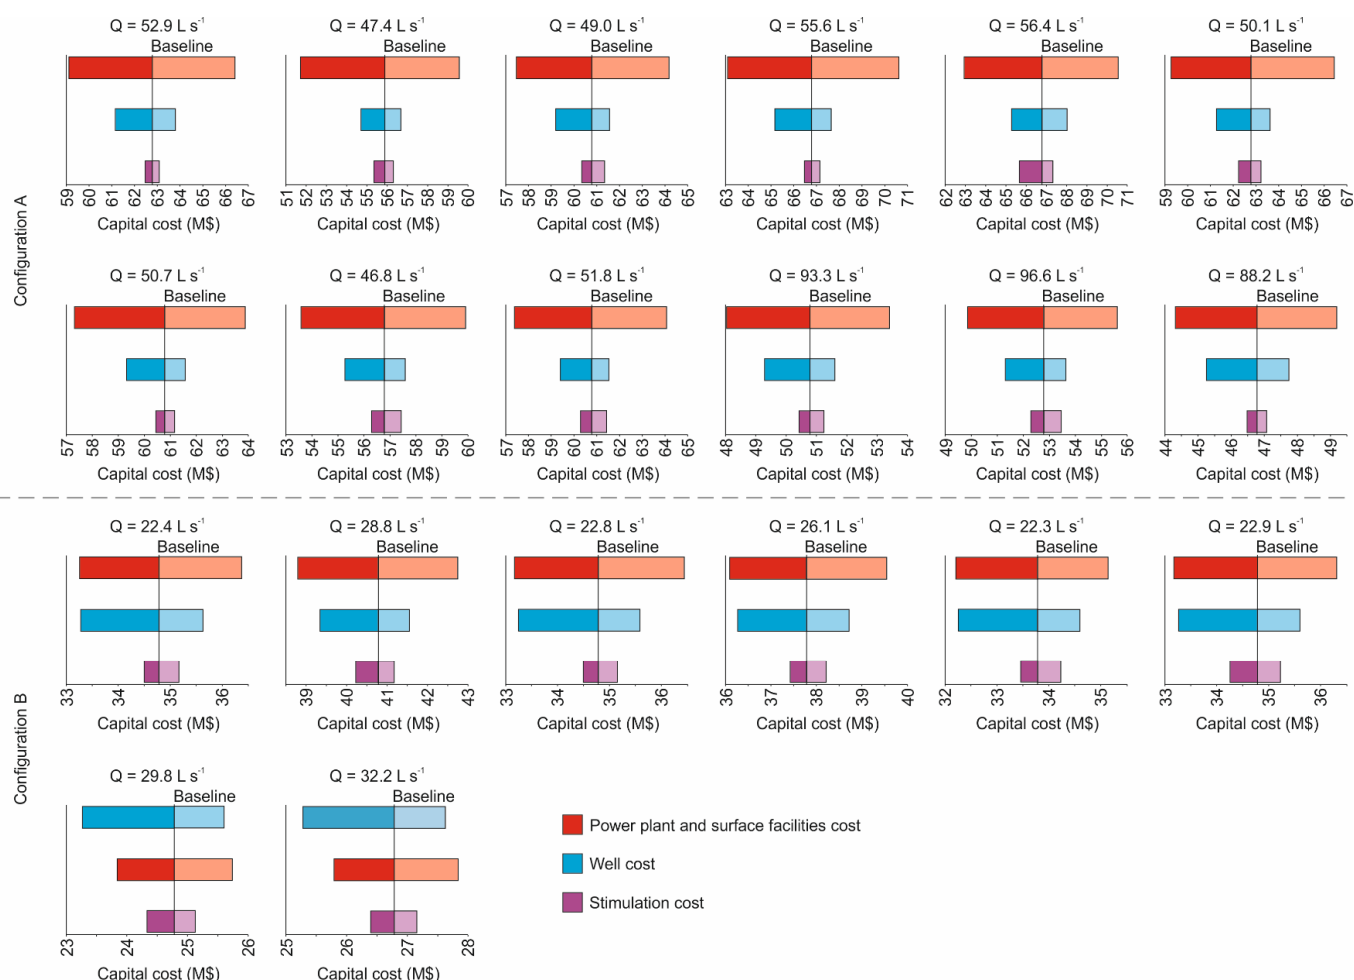 Configuration A
Q = 52.9 L s⁻¹
Baseline
59 60 61 62 63 64 65 66 67
Capital cost (M$)
Q = 47.4 L s⁻¹
Baseline
51 52 53 54 55 56 57 58 59 60
Capital cost (M$)
Q = 49.0 L s⁻¹
Baseline
57 58 59 60 61 62 63 64 65
Capital cost (M$)
Q = 55.6 L s⁻¹
Baseline
63 64 65 66 67 68 69 70 71
Capital cost (M$)
Q = 56.4 L s⁻¹
Baseline
62 63 64 65 66 67 68 69 70 71
Capital cost (M$)
Q = 50.1 L s⁻¹
Baseline
59 60 61 62 63 64 65 66 67
Capital cost (M$)
Q = 50.7 L s⁻¹
Baseline
57 58 59 60 61 62 63 64
Capital cost (M$)
Q = 46.8 L s⁻¹
Baseline
53 54 55 56 57 58 59 60
Capital cost (M$)
Q = 51.8 L s⁻¹
Baseline
57 58 59 60 61 62 63 64 65
Capital cost (M$)
Q = 93.3 L s⁻¹
Baseline
48 49 50 51 52 53 54
Capital cost (M$)
Q = 96.6 L s⁻¹
Baseline
49 50 51 52 53 54 55 56
Capital cost (M$)
Q = 88.2 L s⁻¹
Baseline
44 45 46 47 48 49
Capital cost (M$)
Configuration B
Q = 22.4 L s⁻¹
Baseline
33 34 35 36
Capital cost (M$)
Q = 28.8 L s⁻¹
Baseline
39 40 41 42 43
Capital cost (M$)
Q = 22.8 L s⁻¹
Baseline
33 34 35 36
Capital cost (M$)
Q = 26.1 L s⁻¹
Baseline
36 37 38 39 40
Capital cost (M$)
Q = 22.3 L s⁻¹
Baseline
32 33 34 35
Capital cost (M$)
Q = 22.9 L s⁻¹
Baseline
33 34 35 36
Capital cost (M$)
Q = 29.8 L s⁻¹
Baseline
23 24 25 26
Capital cost (M$)
Q = 32.2 L s⁻¹
Baseline
25 26 27 28
Capital cost (M$)
Power plant and surface facilities cost
Well cost
Stimulation cost